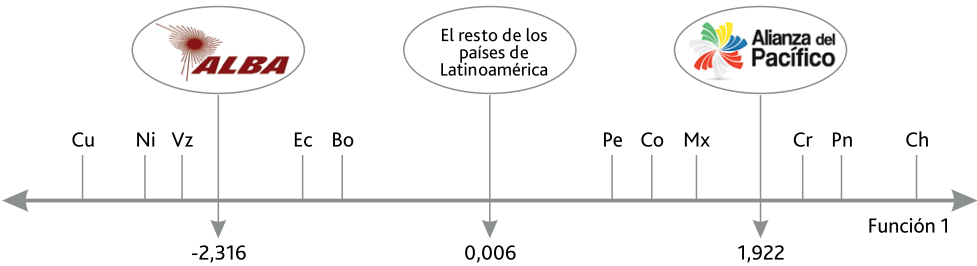 ALBA
El resto de los
países de
Latinoamérica
Alianza del
Pacífico
Cu Ni Vz Ec Bo Pe Co Mx Cr Pn Ch
Función 1
-2,316 0,006 1,922